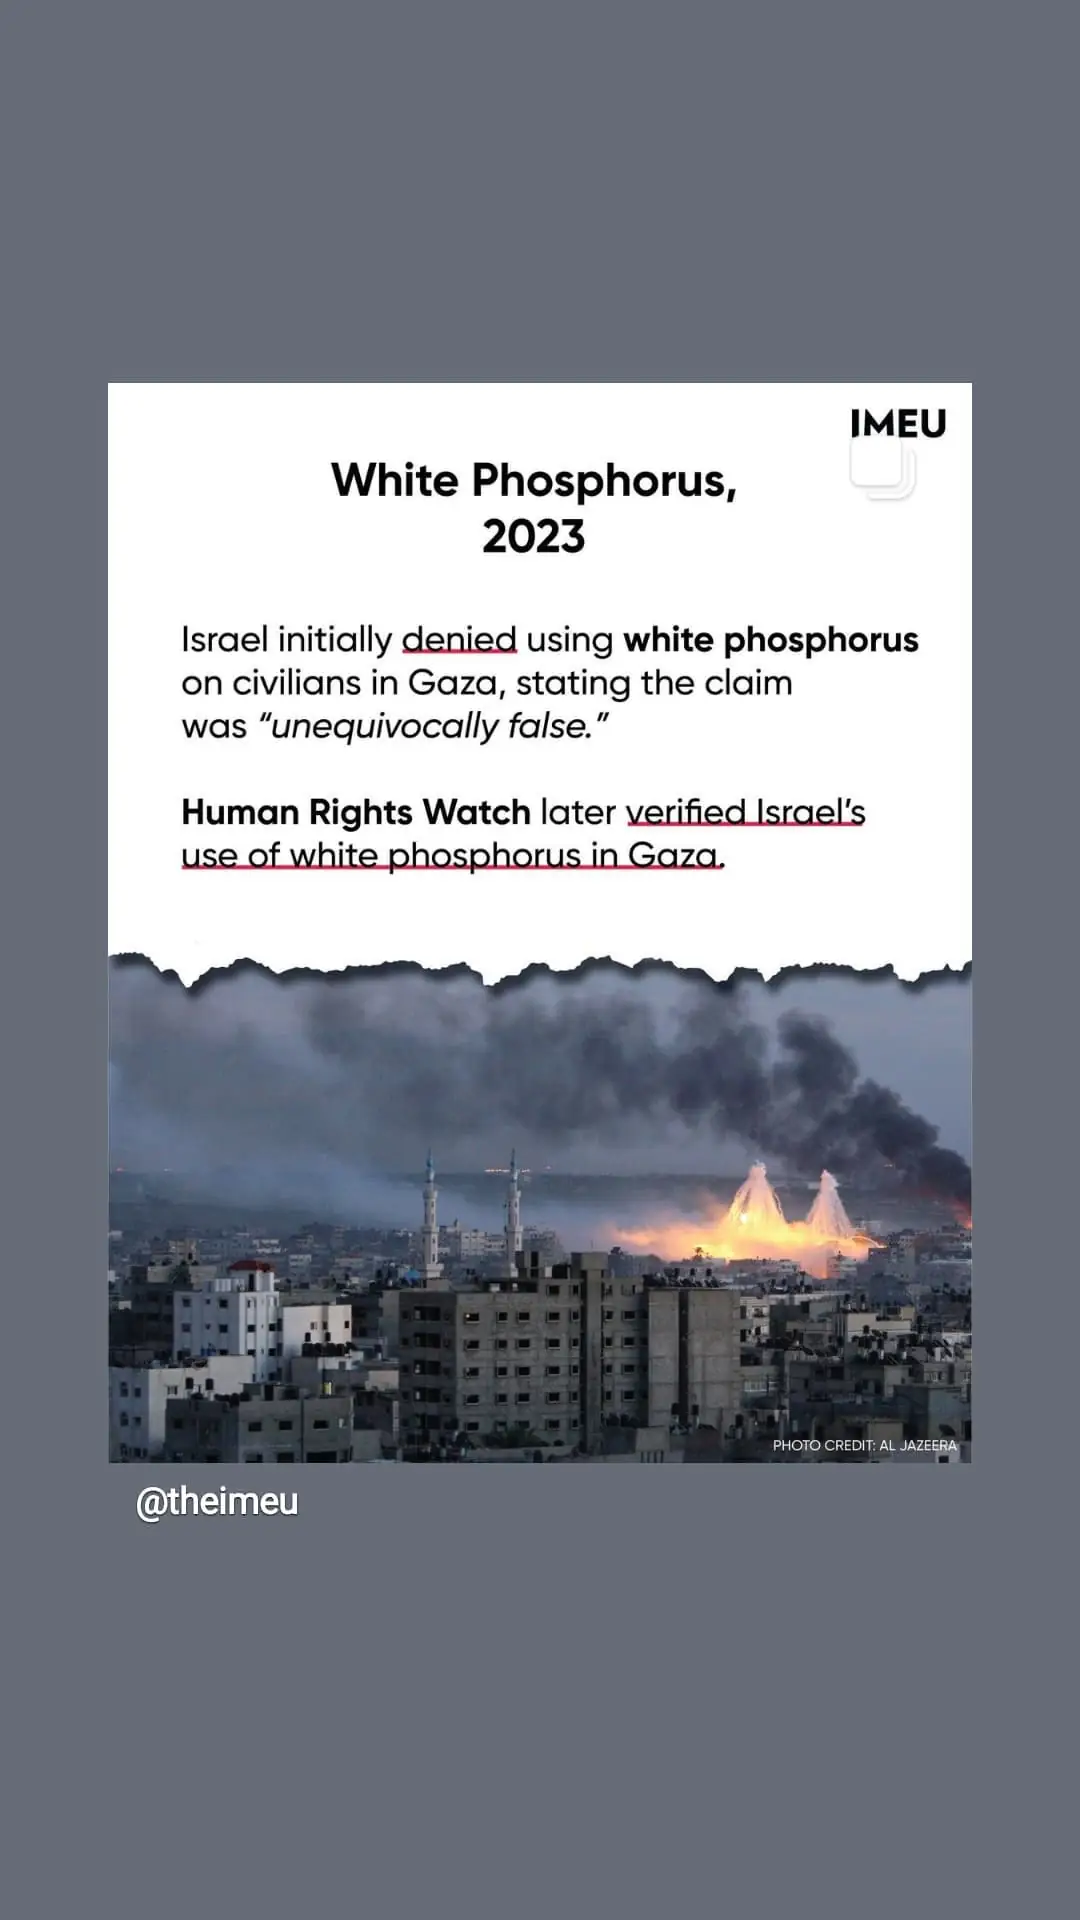 IMEU
White Phosphorus,
2023
Israel initially denied using white phosphorus
on civilians in Gaza, stating the claim
was “unequivocally false.”
Human Rights Watch later verified Israel’s
use of white phosphorus in Gaza.
PHOTO CREDIT: AL JAZEERA
@theimeu